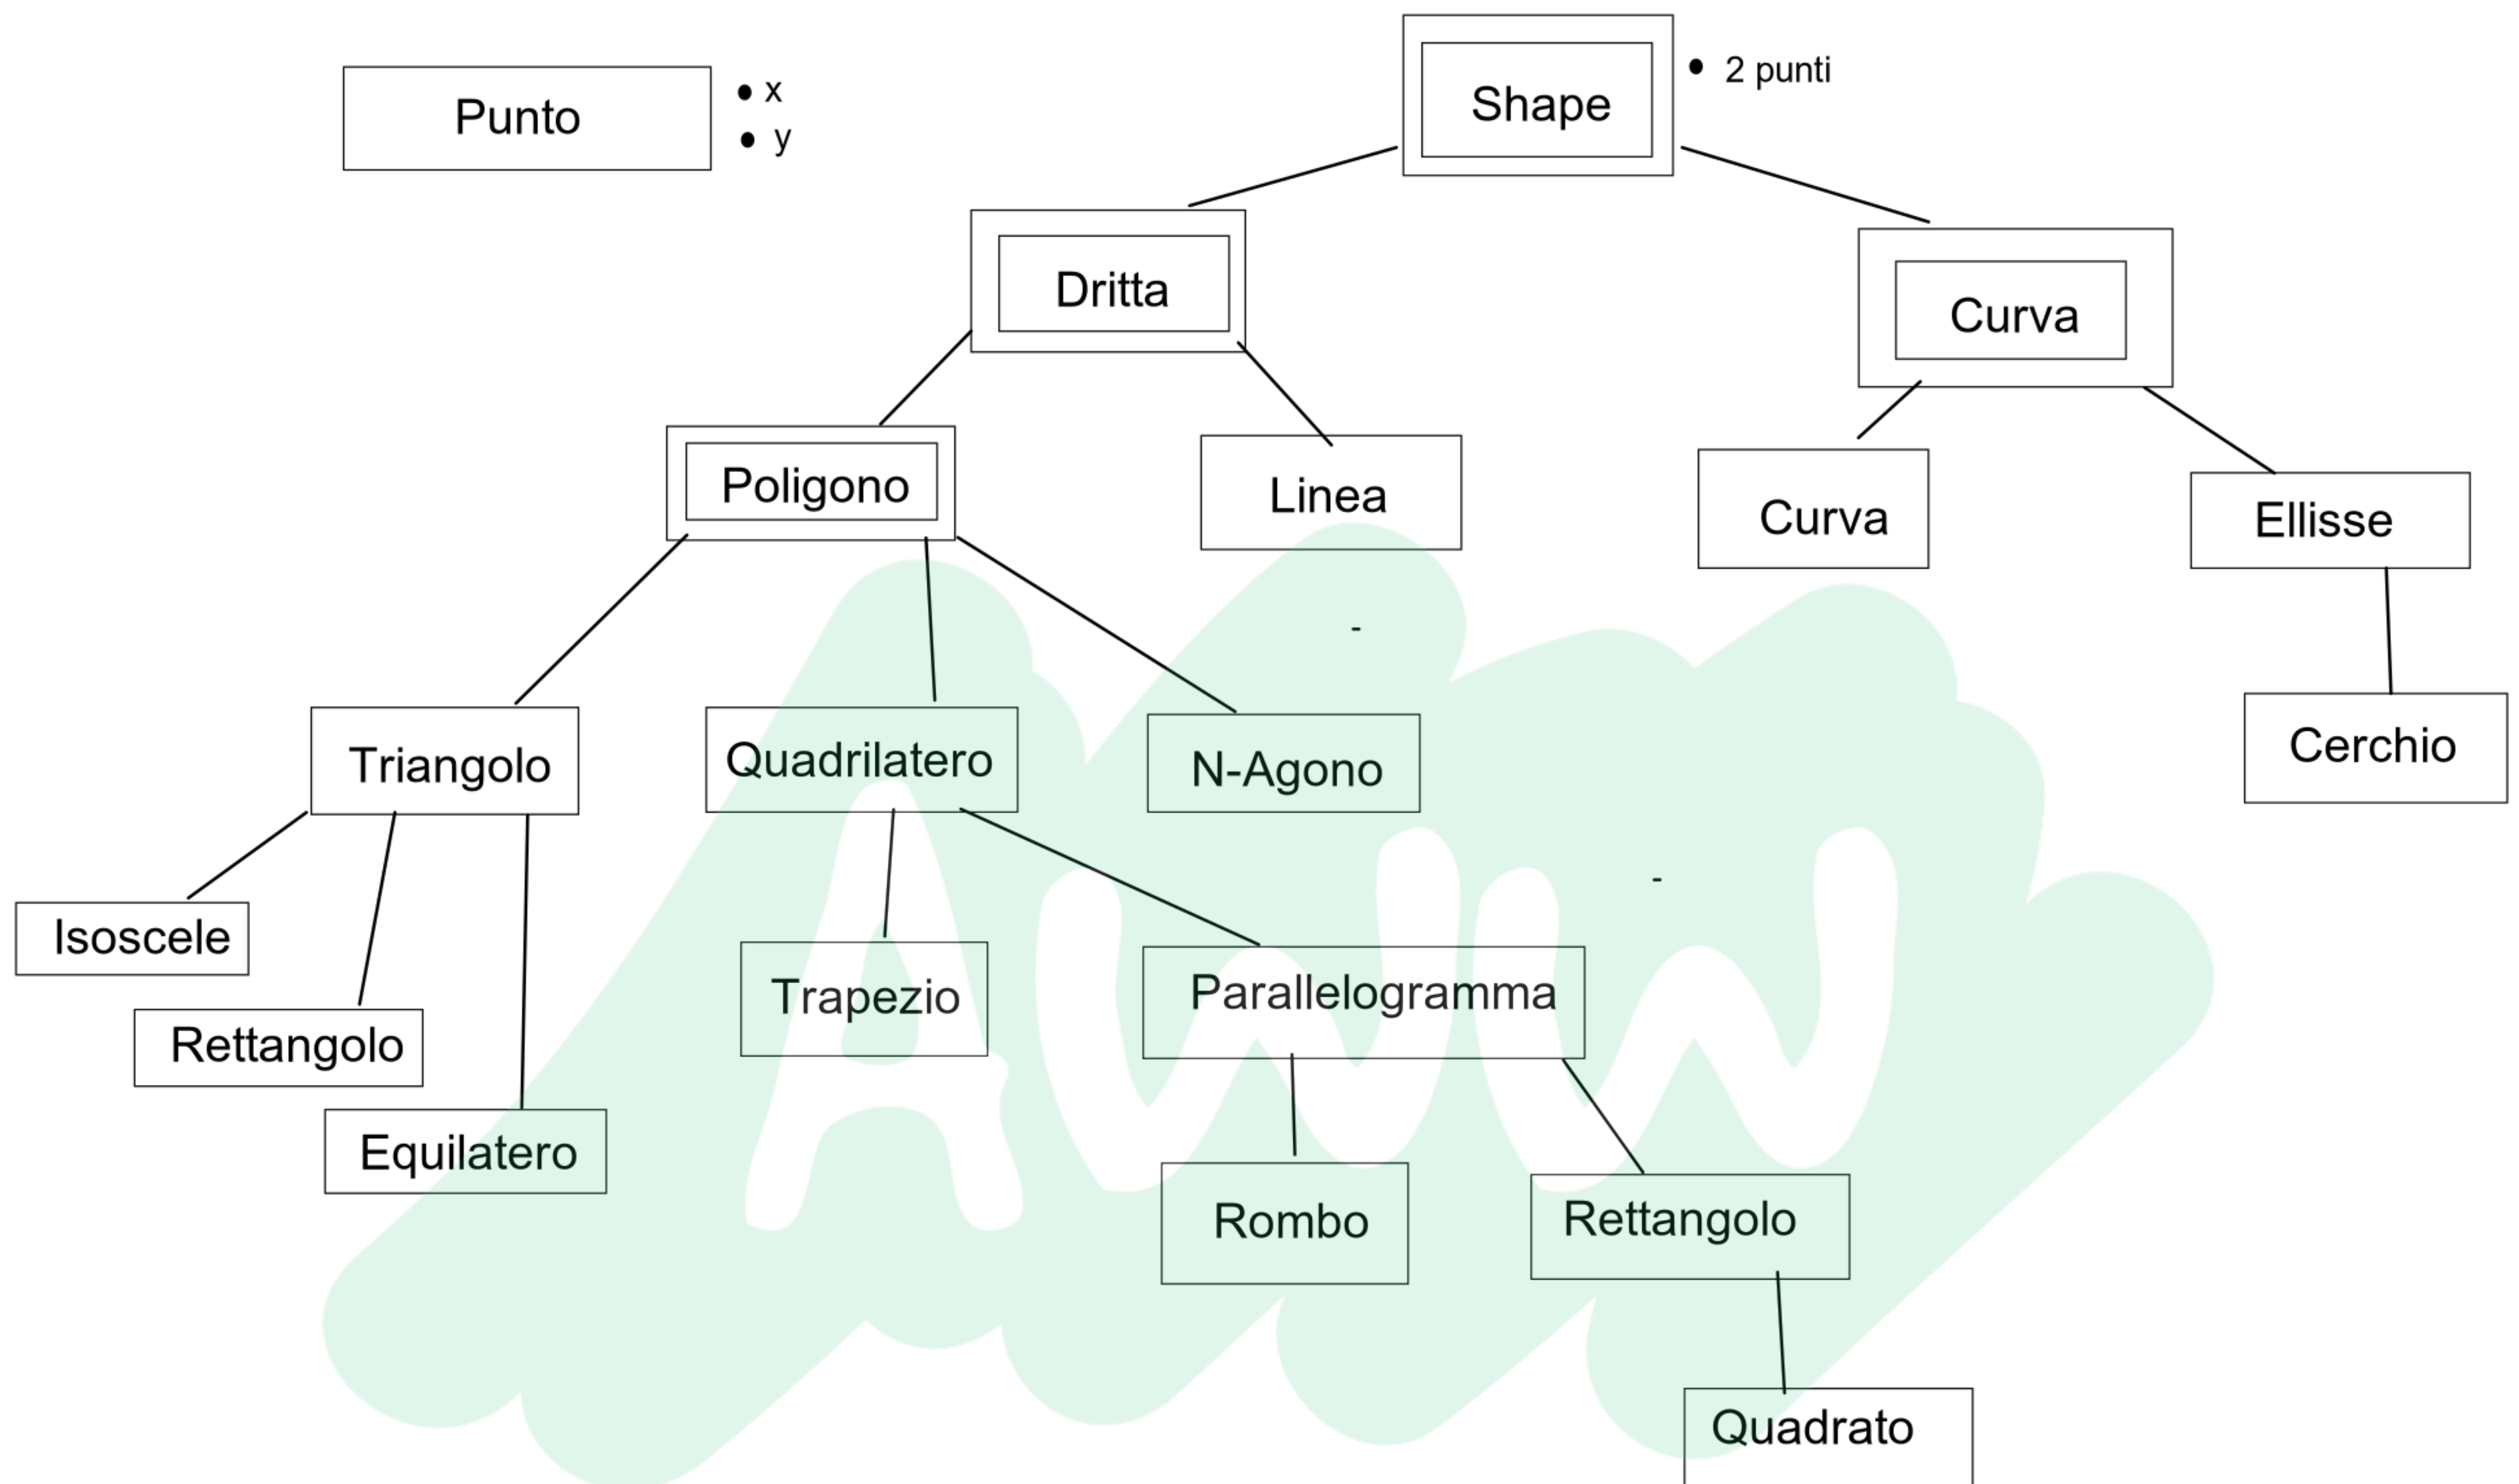 Punto
• x
• y
Shape
• 2 punti
Dritta
Curva
Poligono
Linea
Curva
Ellisse
-
Triangolo
Quadrilatero
N-Agono
Cerchio
-
Isoscele
Rettangolo
Equilatero
Trapezio
Parallelogramma
Rombo
Rettangolo
Quadrato
AWW